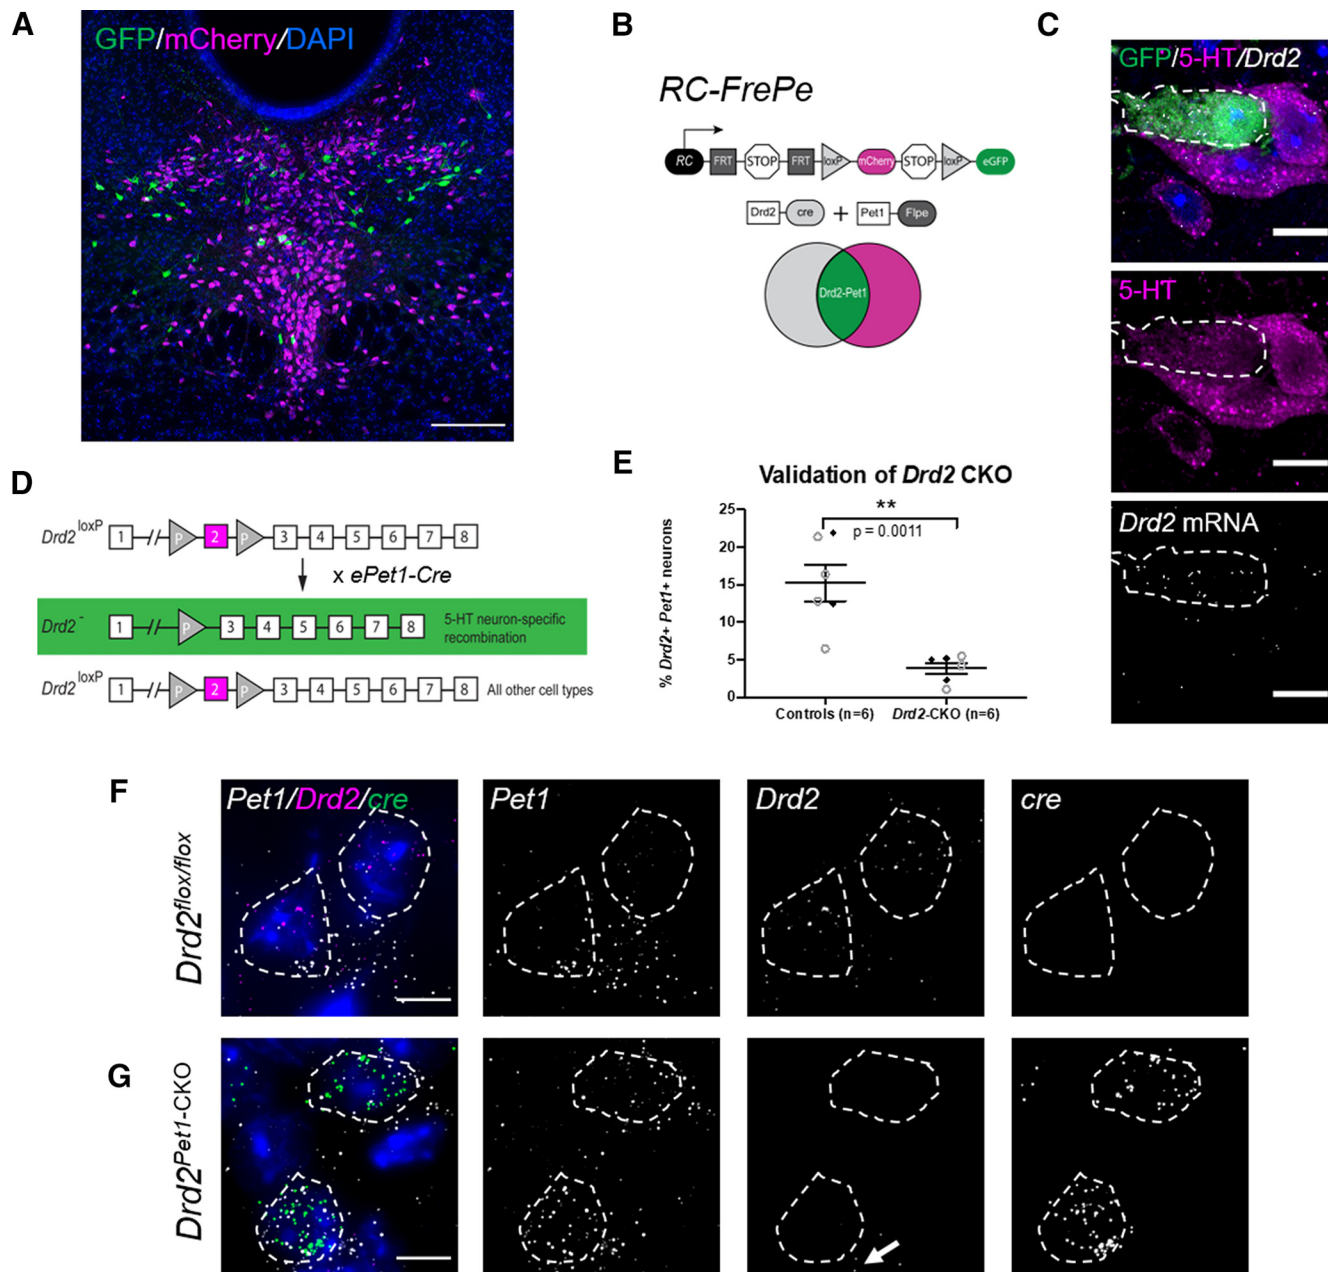 A
GFP/mCherry/DAPI
B
RC-FrePe
RC FRT STOP FRT loxP mCherry STOP loxP eGFP
Drd2 cre + Pet1 Flpe
Drd2-Pet1
C
GFP/5-HT/Drd2
5-HT
Drd2 mRNA
D
Drd2 loxP 1 // P 2 P 3 4 5 6 7 8
x ePet1-Cre
Drd2 - 1 // P 3 4 5 6 7 8 5-HT neuron-specific
recombination
Drd2 loxP 1 // P 2 P 3 4 5 6 7 8 All other cell types
E
Validation of Drd2 CKO
**
p = 0.0011
% Drd2+ Pet1+ neurons
25
20
15
10
5
0
Controls (n=6) Drd2-CKO (n=6)
F
Drd2flox/flox
Pet1/Drd2/cre
Pet1
Drd2
cre
G
Drd2Pet1-CKO